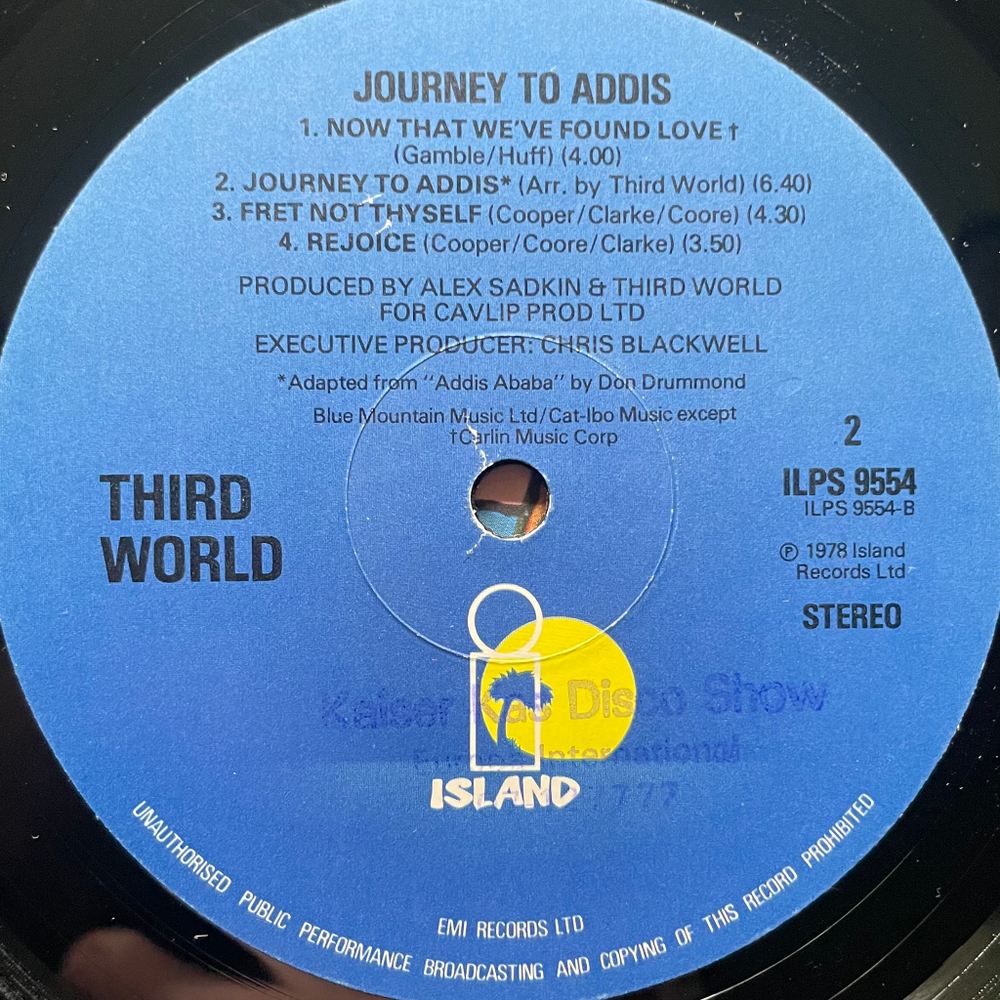 JOURNEY TO ADDIS
1. NOW THAT WE'VE FOUND LOVE †
(Gamble/Huff) (4.00)
2. JOURNEY TO ADDIS* (Arr. by Third World) (6.40)
3. FRET NOT THYSELF (Cooper/Clarke/Coore) (4.30)
4. REJOICE (Cooper/Coore/Clarke) (3.50)
PRODUCED BY ALEX SADKIN & THIRD WORLD
FOR CAVLIP PROD LTD
EXECUTIVE PRODUCER: CHRIS BLACKWELL
*Adapted from "Addis Ababa" by Don Drummond
Blue Mountain Music Ltd/Cat-Ibo Music except
†Carlin Music Corp
2
ILPS 9554
ILPS 9554-B
℗ 1978 Island
Records Ltd
STEREO
THIRD
WORLD
Kaiser Kac Disco Show
Europa International
ISLAND
EMI RECORDS LTD
UNAUTHORISED PUBLIC PERFORMANCE BROADCASTING AND COPYING OF THIS RECORD PROHIBITED